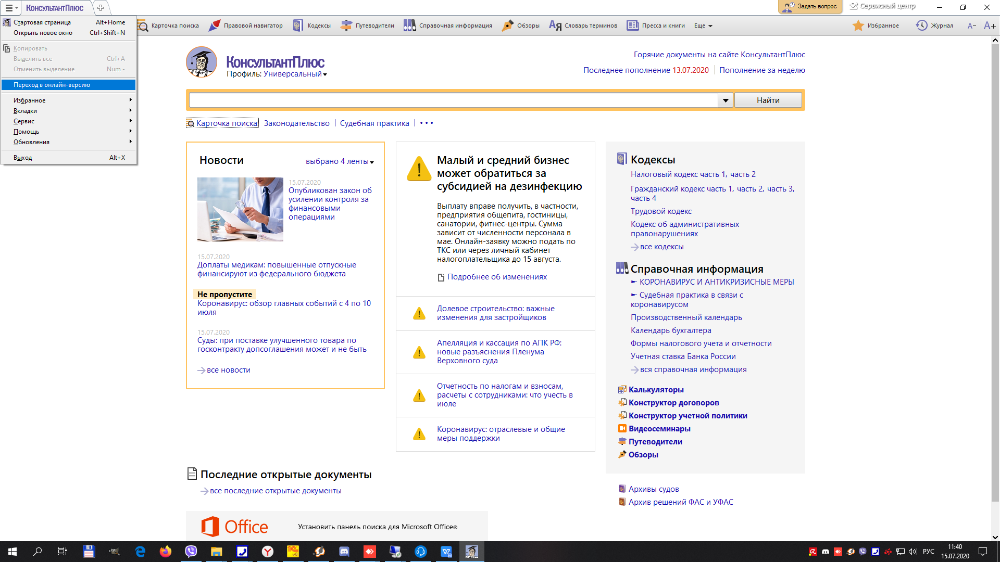 КонсультантПлюс
Задать вопрос
Сервисный центр
Стартовая страница Alt+Home
Открыть новое окно Ctrl+Shift+N
Копировать
Выделить все Ctrl+A
Отменить выделение Num -
Переход в онлайн-версию
Избранное
Вкладки
Сервис
Помощь
Обновления
Выход Alt+X
Карточка поиска
Правовой навигатор
Кодексы
Путеводители
Справочная информация
Обзоры
Aя Словарь терминов
Пресса и книги
Еще
Избранное
Журнал
A- A+
КонсультантПлюс
Профиль: Универсальный
Горячие документы на сайте КонсультантПлюс
Последнее пополнение 13.07.2020 Пополнение за неделю
Найти
Карточка поиска Законодательство Судебная практика
Новости
выбрано 4 ленты
15.07.2020
Опубликован закон об
усилении контроля за
финансовыми
операциями
15.07.2020
Доплаты медикам: повышенные отпускные
финансируют из федерального бюджета
Не пропустите
Коронавирус: обзор главных событий с 4 по 10
июля
15.07.2020
Суды: при поставке улучшенного товара по
госконтракту допсоглашения может и не быть
все новости
Малый и средний бизнес
может обратиться за
субсидией на дезинфекцию
Выплату вправе получить, в частности,
предприятия общепита, гостиницы,
санатории, фитнес-центры. Сумма
зависит от численности персонала в
мае. Онлайн-заявку можно подать по
ТКС или через личный кабинет
налогоплательщика до 15 августа.
Подробнее об изменениях
Долевое строительство: важные
изменения для застройщиков
Апелляция и кассация по АПК РФ:
новые разъяснения Пленума
Верховного суда
Отчетность по налогам и взносам,
расчеты с сотрудниками: что учесть в
июле
Коронавирус: отраслевые и общие
меры поддержки
Кодексы
Налоговый кодекс часть 1, часть 2
Гражданский кодекс часть 1, часть 2, часть 3,
часть 4
Трудовой кодекс
Кодекс об административных
правонарушениях
все кодексы
Справочная информация
► КОРОНАВИРУС И АНТИКРИЗИСНЫЕ МЕРЫ
► Судебная практика в связи с
коронавирусом
Производственный календарь
Календарь бухгалтера
Формы налогового учета и отчетности
Учетная ставка Банка России
вся справочная информация
Калькуляторы
Конструктор договоров
Конструктор учетной политики
Видеосеминары
Путеводители
Обзоры
Архивы судов
Архив решений ФАС и УФАС
Последние открытые документы
все последние открытые документы
Office
Установить панель поиска для Microsoft Office®
РУС
11:40
15.07.2020